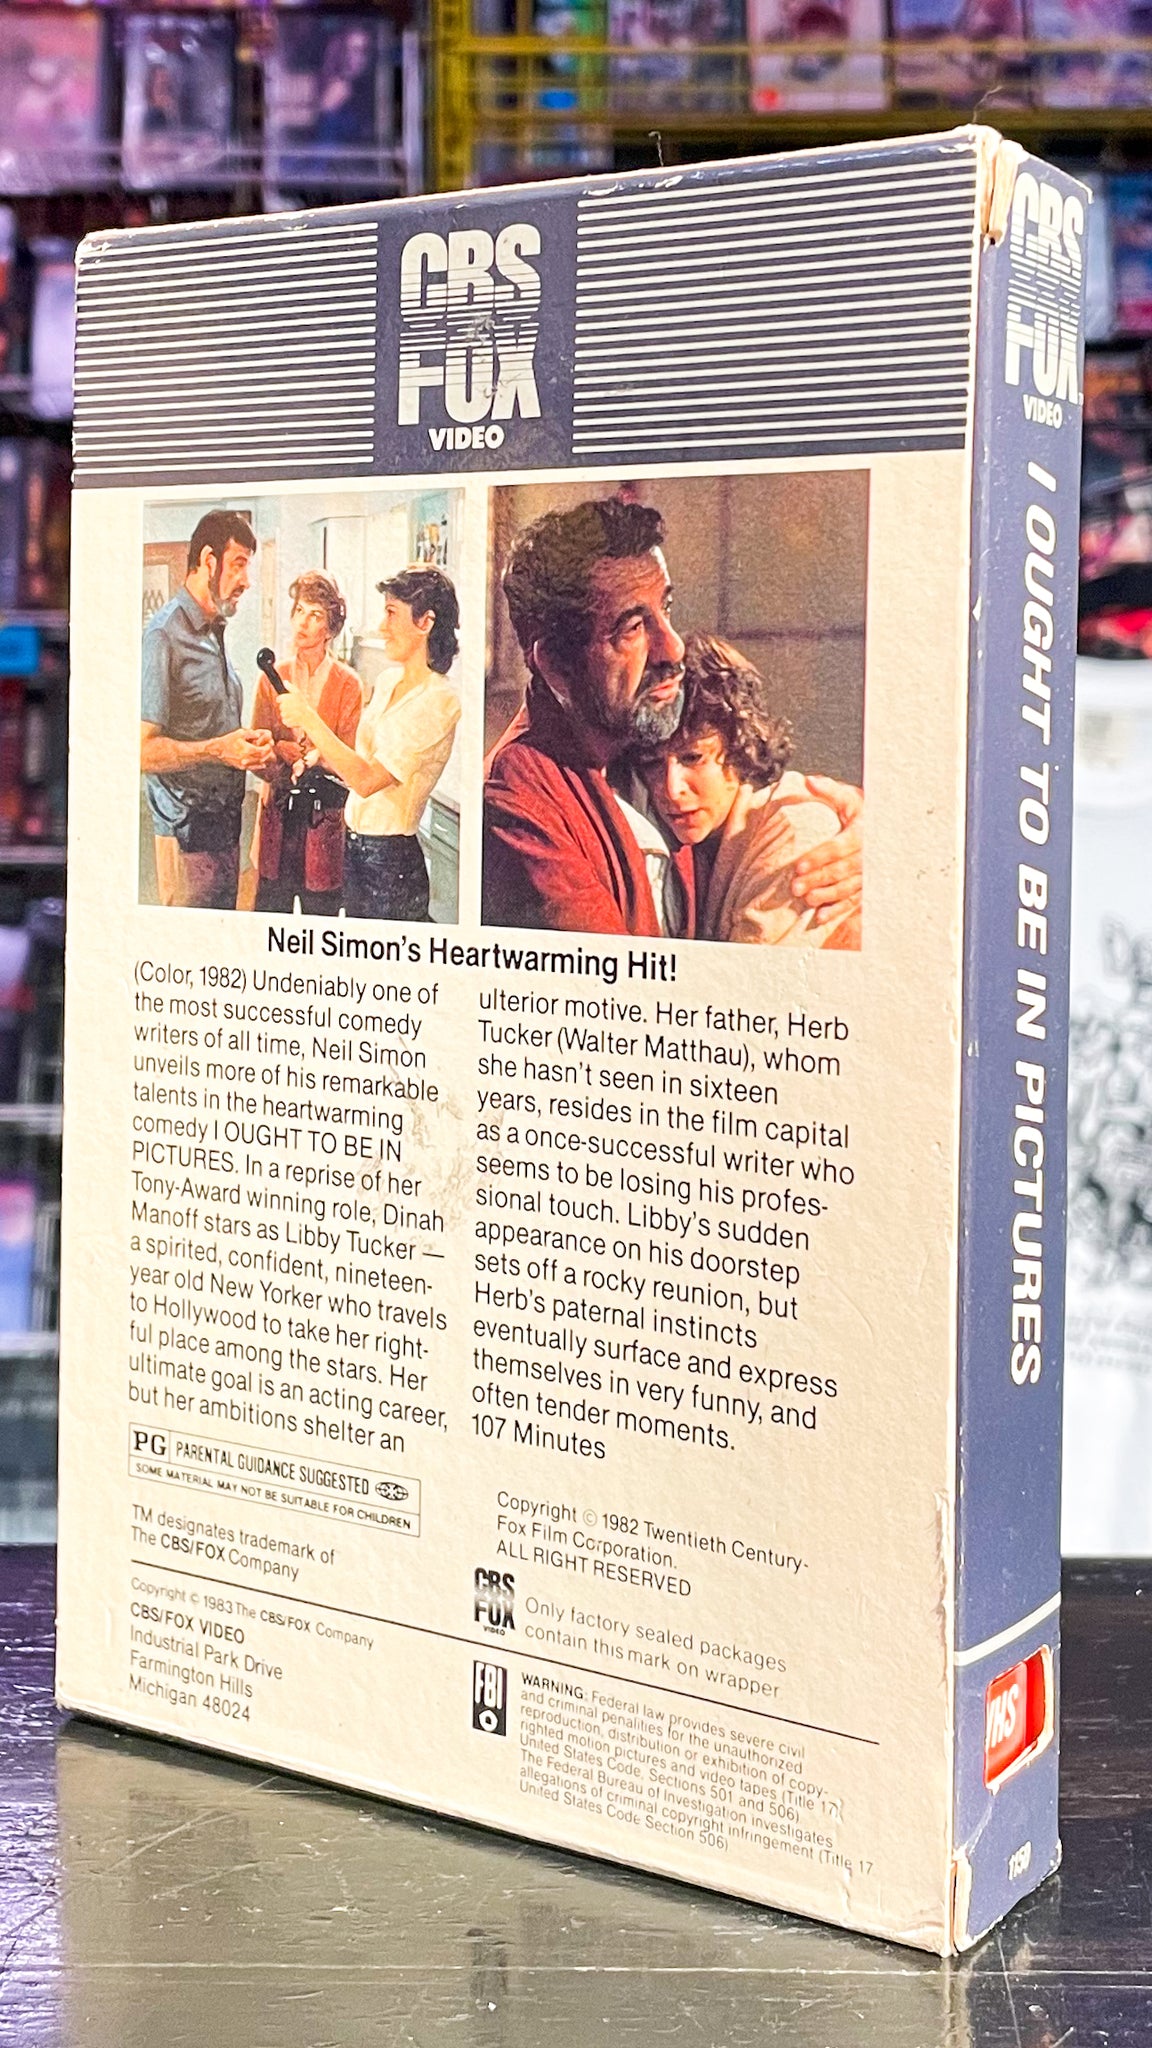 CBS
FOX
VIDEO
Neil Simon's Heartwarming Hit!
(Color, 1982) Undeniably one of
the most successful comedy
writers of all time, Neil Simon
unveils more of his remarkable
talents in the heartwarming
comedy I OUGHT TO BE IN
PICTURES. In a reprise of her
Tony-Award winning role, Dinah
Manoff stars as Libby Tucker —
a spirited, confident, nineteen-
year old New Yorker who travels
to Hollywood to take her right-
ful place among the stars. Her
ultimate goal is an acting career,
but her ambitions shelter an
ulterior motive. Her father, Herb
Tucker (Walter Matthau), whom
she hasn't seen in sixteen
years, resides in the film capital
as a once-successful writer who
seems to be losing his profes-
sional touch. Libby's sudden
appearance on his doorstep
sets off a rocky reunion, but
Herb's paternal instincts
eventually surface and express
themselves in very funny, and
often tender moments.
107 Minutes
PG PARENTAL GUIDANCE SUGGESTED
SOME MATERIAL MAY NOT BE SUITABLE FOR CHILDREN
TM designates trademark of
The CBS/FOX Company
Copyright © 1983 The CBS/FOX Company
CBS/FOX VIDEO
Industrial Park Drive
Farmington Hills
Michigan 48024
Copyright © 1982 Twentieth Century-
Fox Film Corporation.
ALL RIGHT RESERVED
CBS
FOX
VIDEO
Only factory sealed packages
contain this mark on wrapper
FBI
WARNING: Federal law provides severe civil
and criminal penalties for the unauthorized
reproduction, distribution or exhibition of copy-
righted motion pictures and video tapes (Title 17,
United States Code, Sections 501 and 506)
The Federal Bureau of Investigation investigates
allegations of criminal copyright infringement (Title 17
United States Code Section 506)
CBS
FOX
VIDEO
I OUGHT TO BE IN PICTURES
VHS
1150